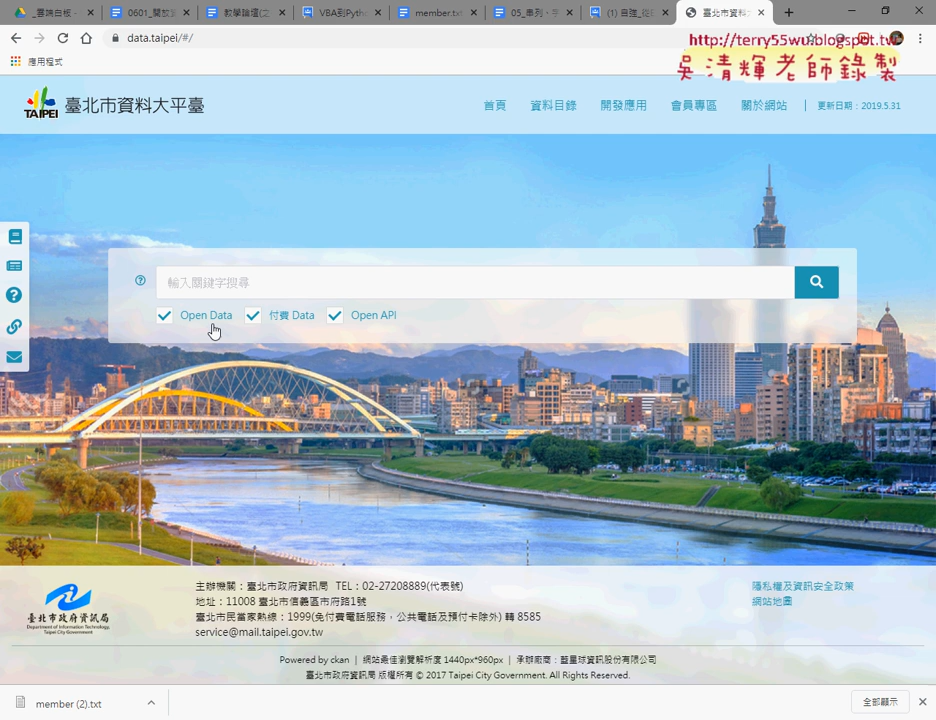 _雲端白板 -
0601_開放資
教學論壇(之
VBA到Pytho
member.txt
05_串列、字
(1) 自強_從V
臺北市資料大
data.taipei/#/
http://terry55wu.blogspot.tw
應用程式
吳清輝老師錄製
TAIPEI 臺北市資料大平臺
首頁 資料目錄 開發應用 會員專區 關於網站 | 更新日期：2019.5.31
輸入關鍵字搜尋
Open Data 付費 Data Open API
主辦機關：臺北市政府資訊局 TEL：02-27208889(代表號)
地址：11008 臺北市信義區市府路1號
臺北市民當家熱線：1999(免付費電話服務，公共電話及預付卡除外) 轉 8585
service@mail.taipei.gov.tw
臺北市政府資訊局
Department of Information Technology,
Taipei City Government
隱私權及資訊安全政策
網站地圖
Powered by ckan | 網站最佳瀏覽解析度 1440px*960px | 承辦廠商：藍星球資訊股份有限公司
臺北市政府資訊局 版權所有 © 2017 Taipei City Government. All Rights Reserved.
member (2).txt
全部顯示